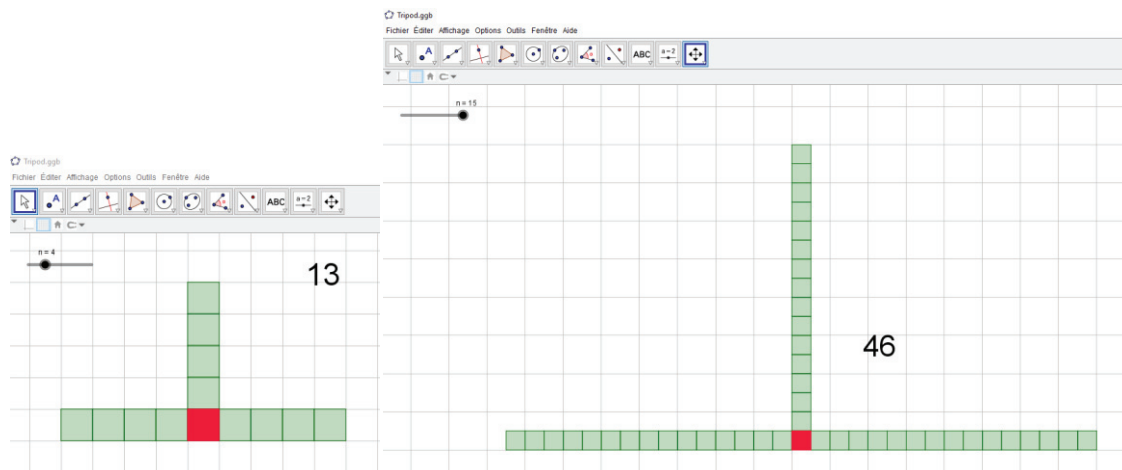 Tripod.ggb
Fichier Éditer Affichage Options Outils Fenêtre Aide
ABC
a=2
n = 4
13
Tripod.ggb
Fichier Éditer Affichage Options Outils Fenêtre Aide
ABC
a=2
n = 15
46